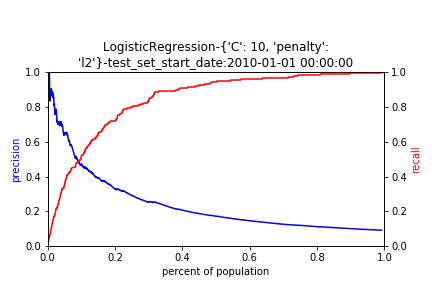 LogisticRegression-{'C': 10, 'penalty':
'l2'}-test_set_start_date:2010-01-01 00:00:00
1.0
0.8
0.6
0.4
0.2
0.0
precision
1.0
0.8
0.6
0.4
0.2
0.0
recall
0.0 0.2 0.4 0.6 0.8 1.0
percent of population